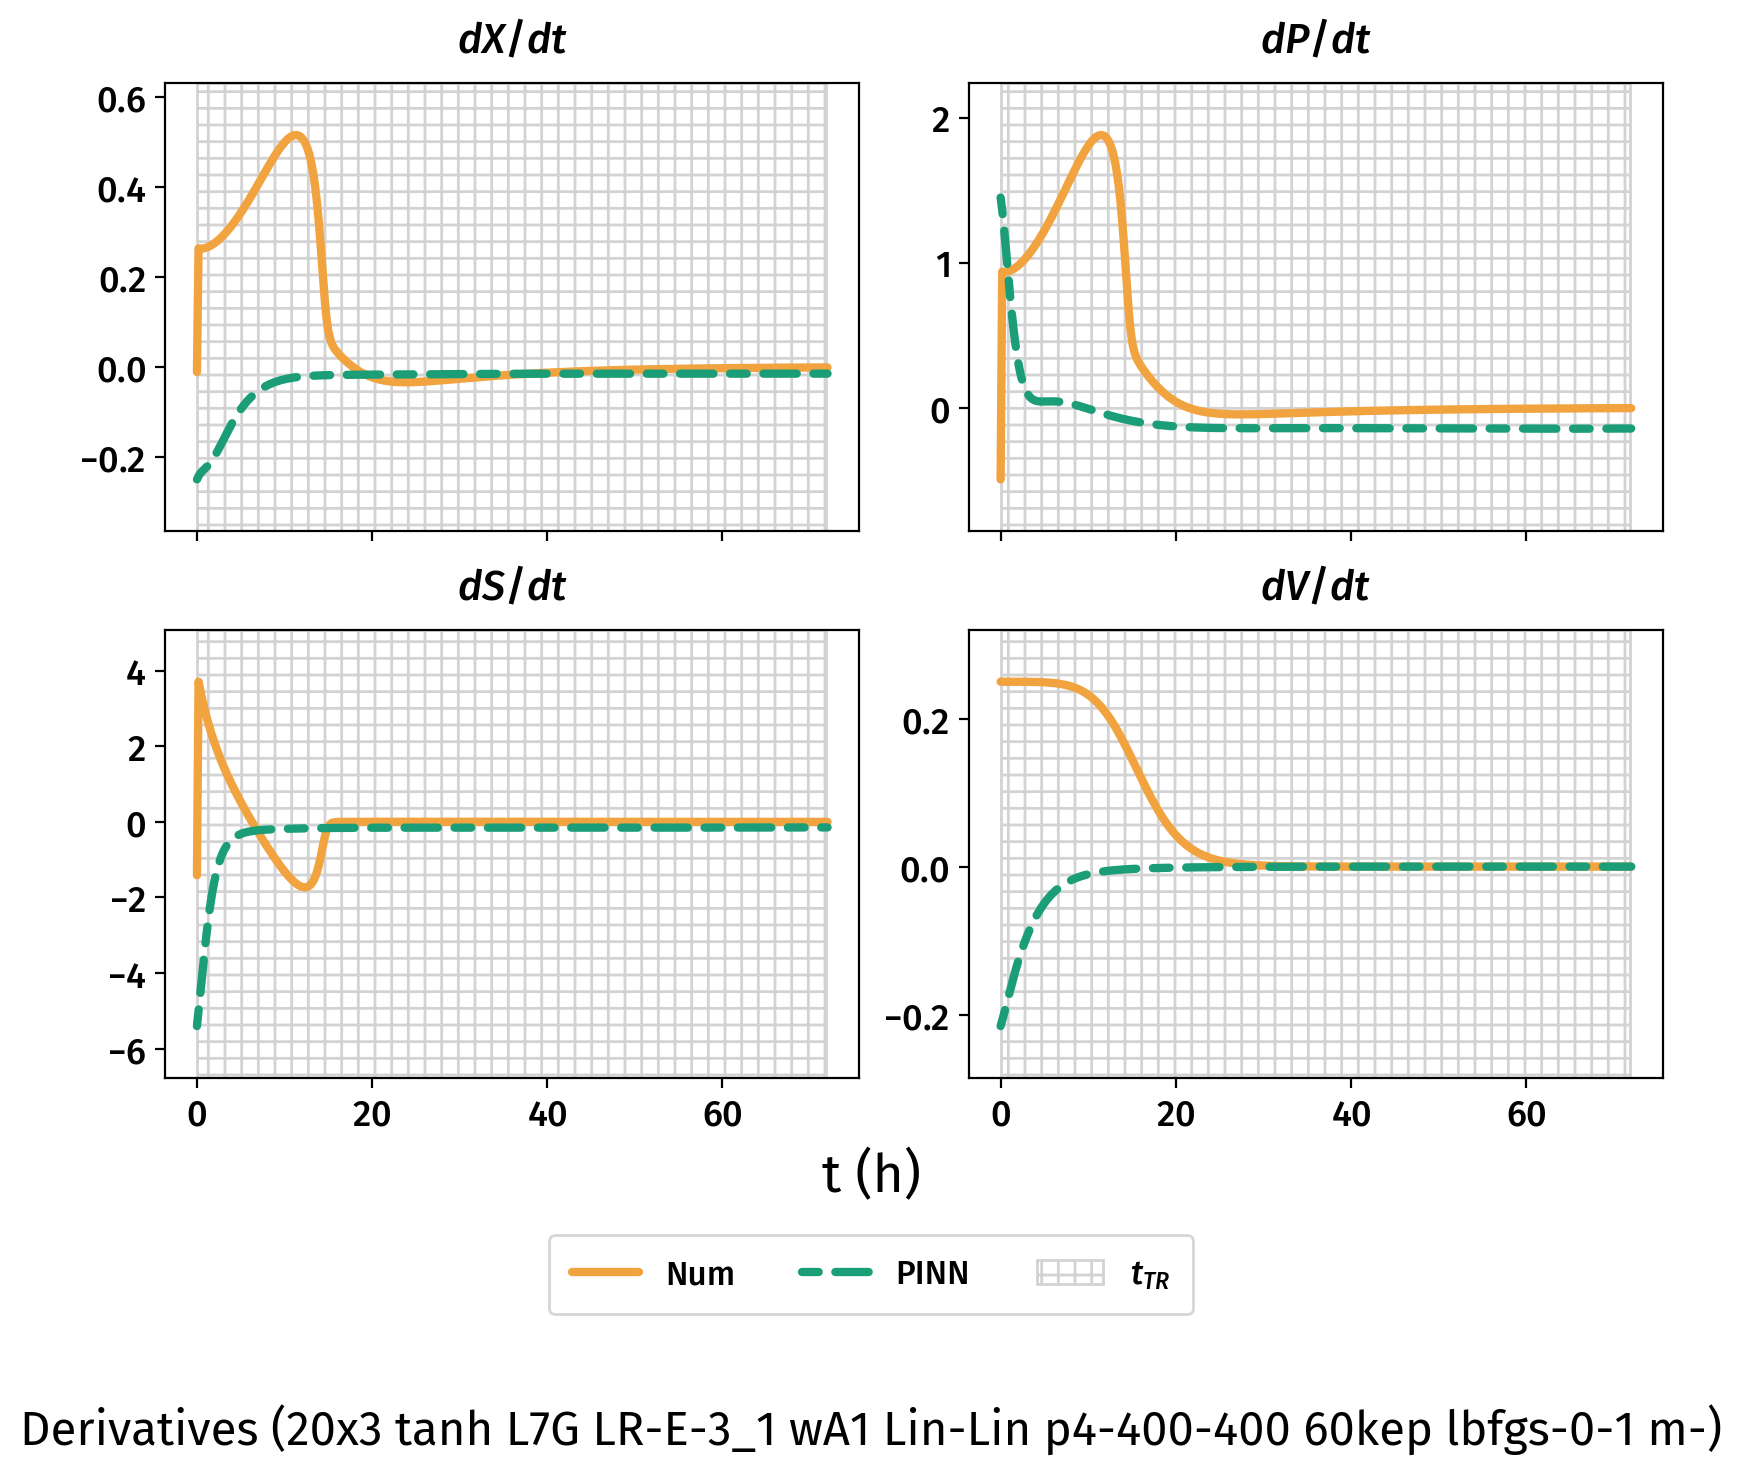 dX/dt
dP/dt
0.6
0.4
0.2
0.0
−0.2
2
1
0
dS/dt
dV/dt
4
2
0
−2
−4
−6
0.2
0.0
−0.2
0 20 40 60
0 20 40 60
t (h)
Num PINN t_TR
Derivatives (20x3 tanh L7G LR-E-3_1 wA1 Lin-Lin p4-400-400 60kep lbfgs-0-1 m-)